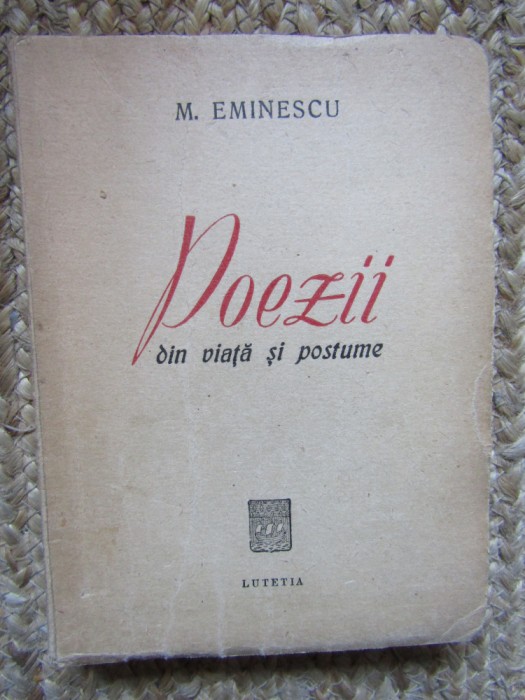 M. EMINESCU
Poezii
din viață și postume
LUTETIA